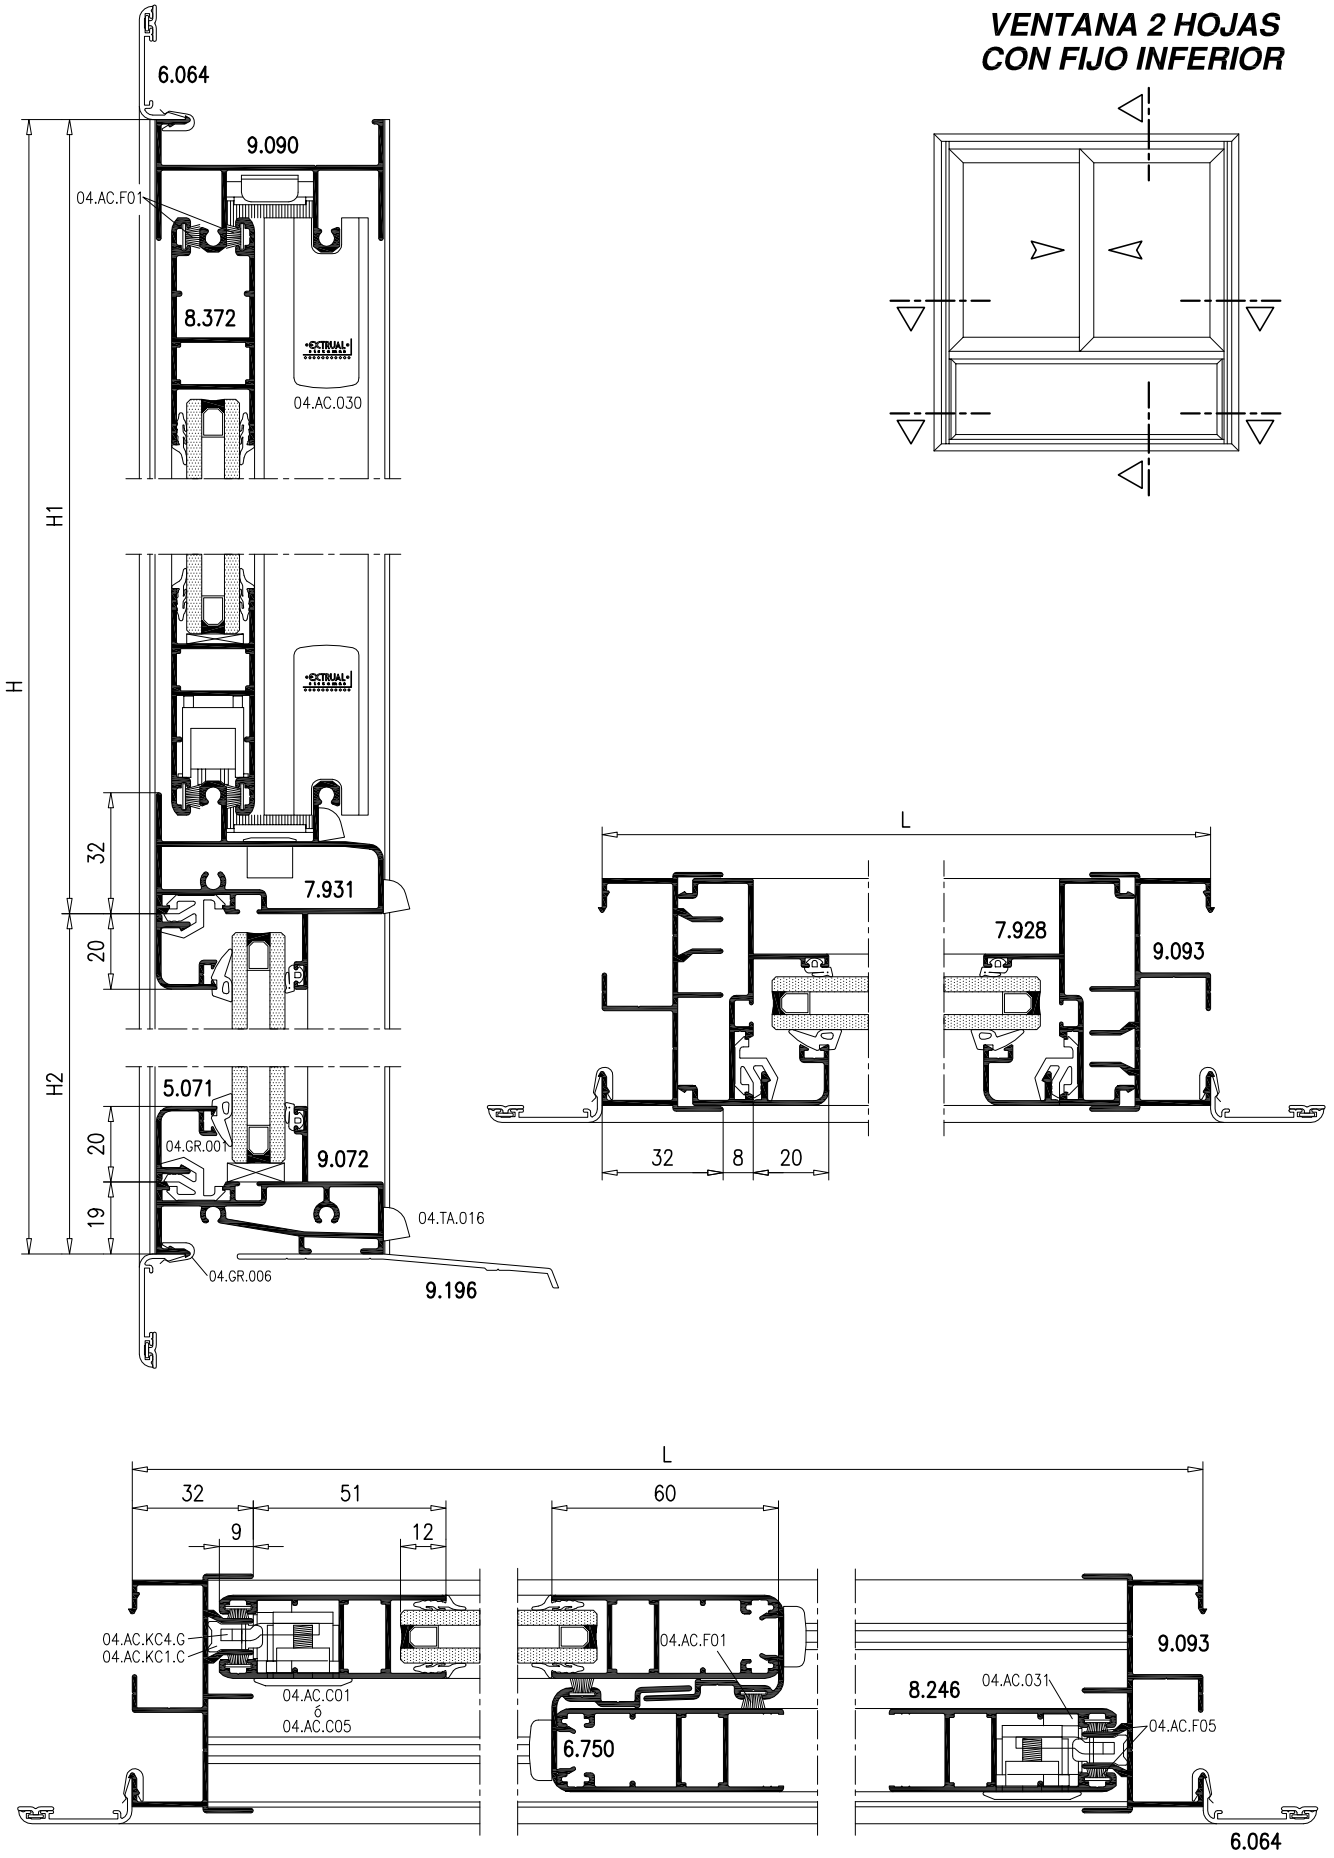 VENTANA 2 HOJAS
CON FIJO INFERIOR
6.064
9.090
04.AC.F01
8.372
EXTRUAL
sistemas
04.AC.030
H1
H
EXTRUAL
sistemas
32
7.931
20
H2
5.071
04.GR.001
20
9.072
19
04.TA.016
04.GR.006
9.196
L
7.928
9.093
32
8
20
L
32
51
60
9
12
04.AC.KC4.G
04.AC.KC1.C
04.AC.F01
9.093
04.AC.C01
ó
04.AC.C05
8.246
04.AC.031
04.AC.F05
6.750
6.064